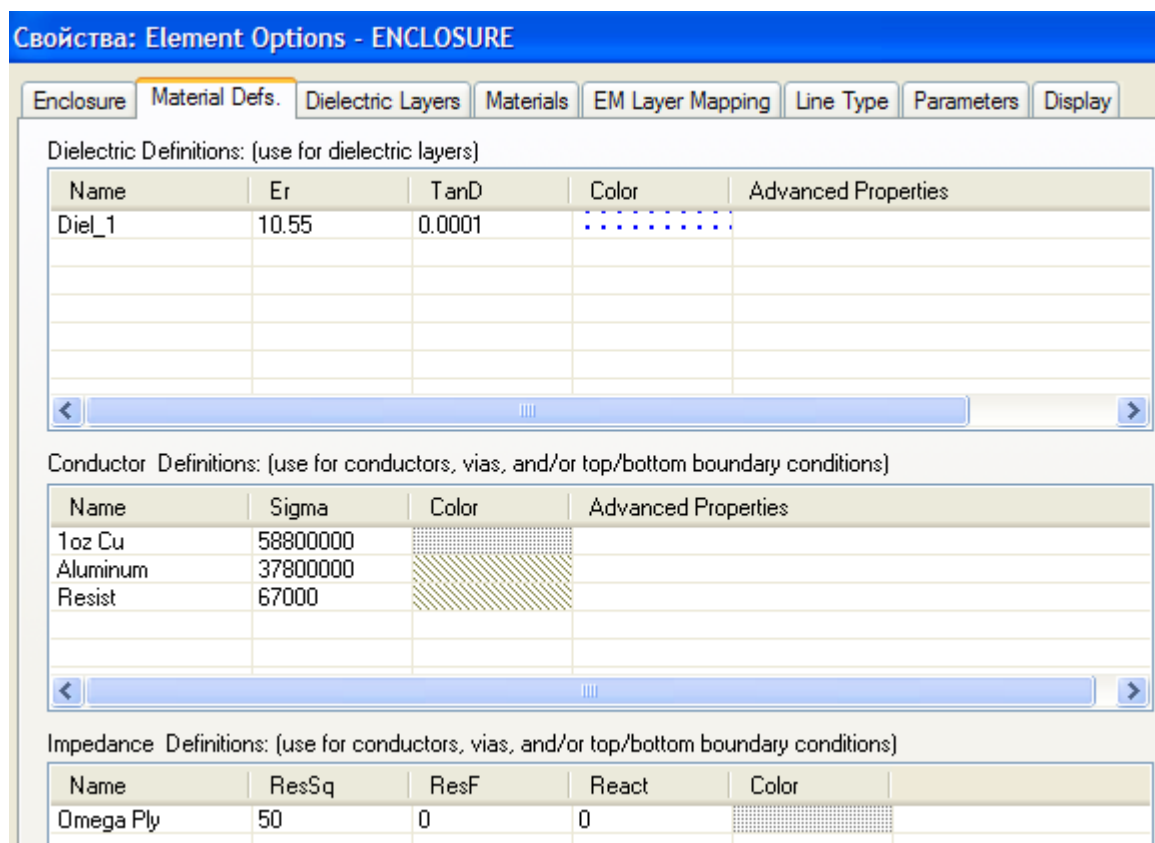 Свойства: Element Options - ENCLOSURE
Enclosure Material Defs. Dielectric Layers Materials EM Layer Mapping Line Type Parameters Display
Dielectric Definitions: (use for dielectric layers)
Name Er TanD Color Advanced Properties
Diel_1 10.55 0.0001
Conductor Definitions: (use for conductors, vias, and/or top/bottom boundary conditions)
Name Sigma Color Advanced Properties
1oz Cu 58800000
Aluminum 37800000
Resist 67000
Impedance Definitions: (use for conductors, vias, and/or top/bottom boundary conditions)
Name ResSq ResF React Color
Omega Ply 50 0 0